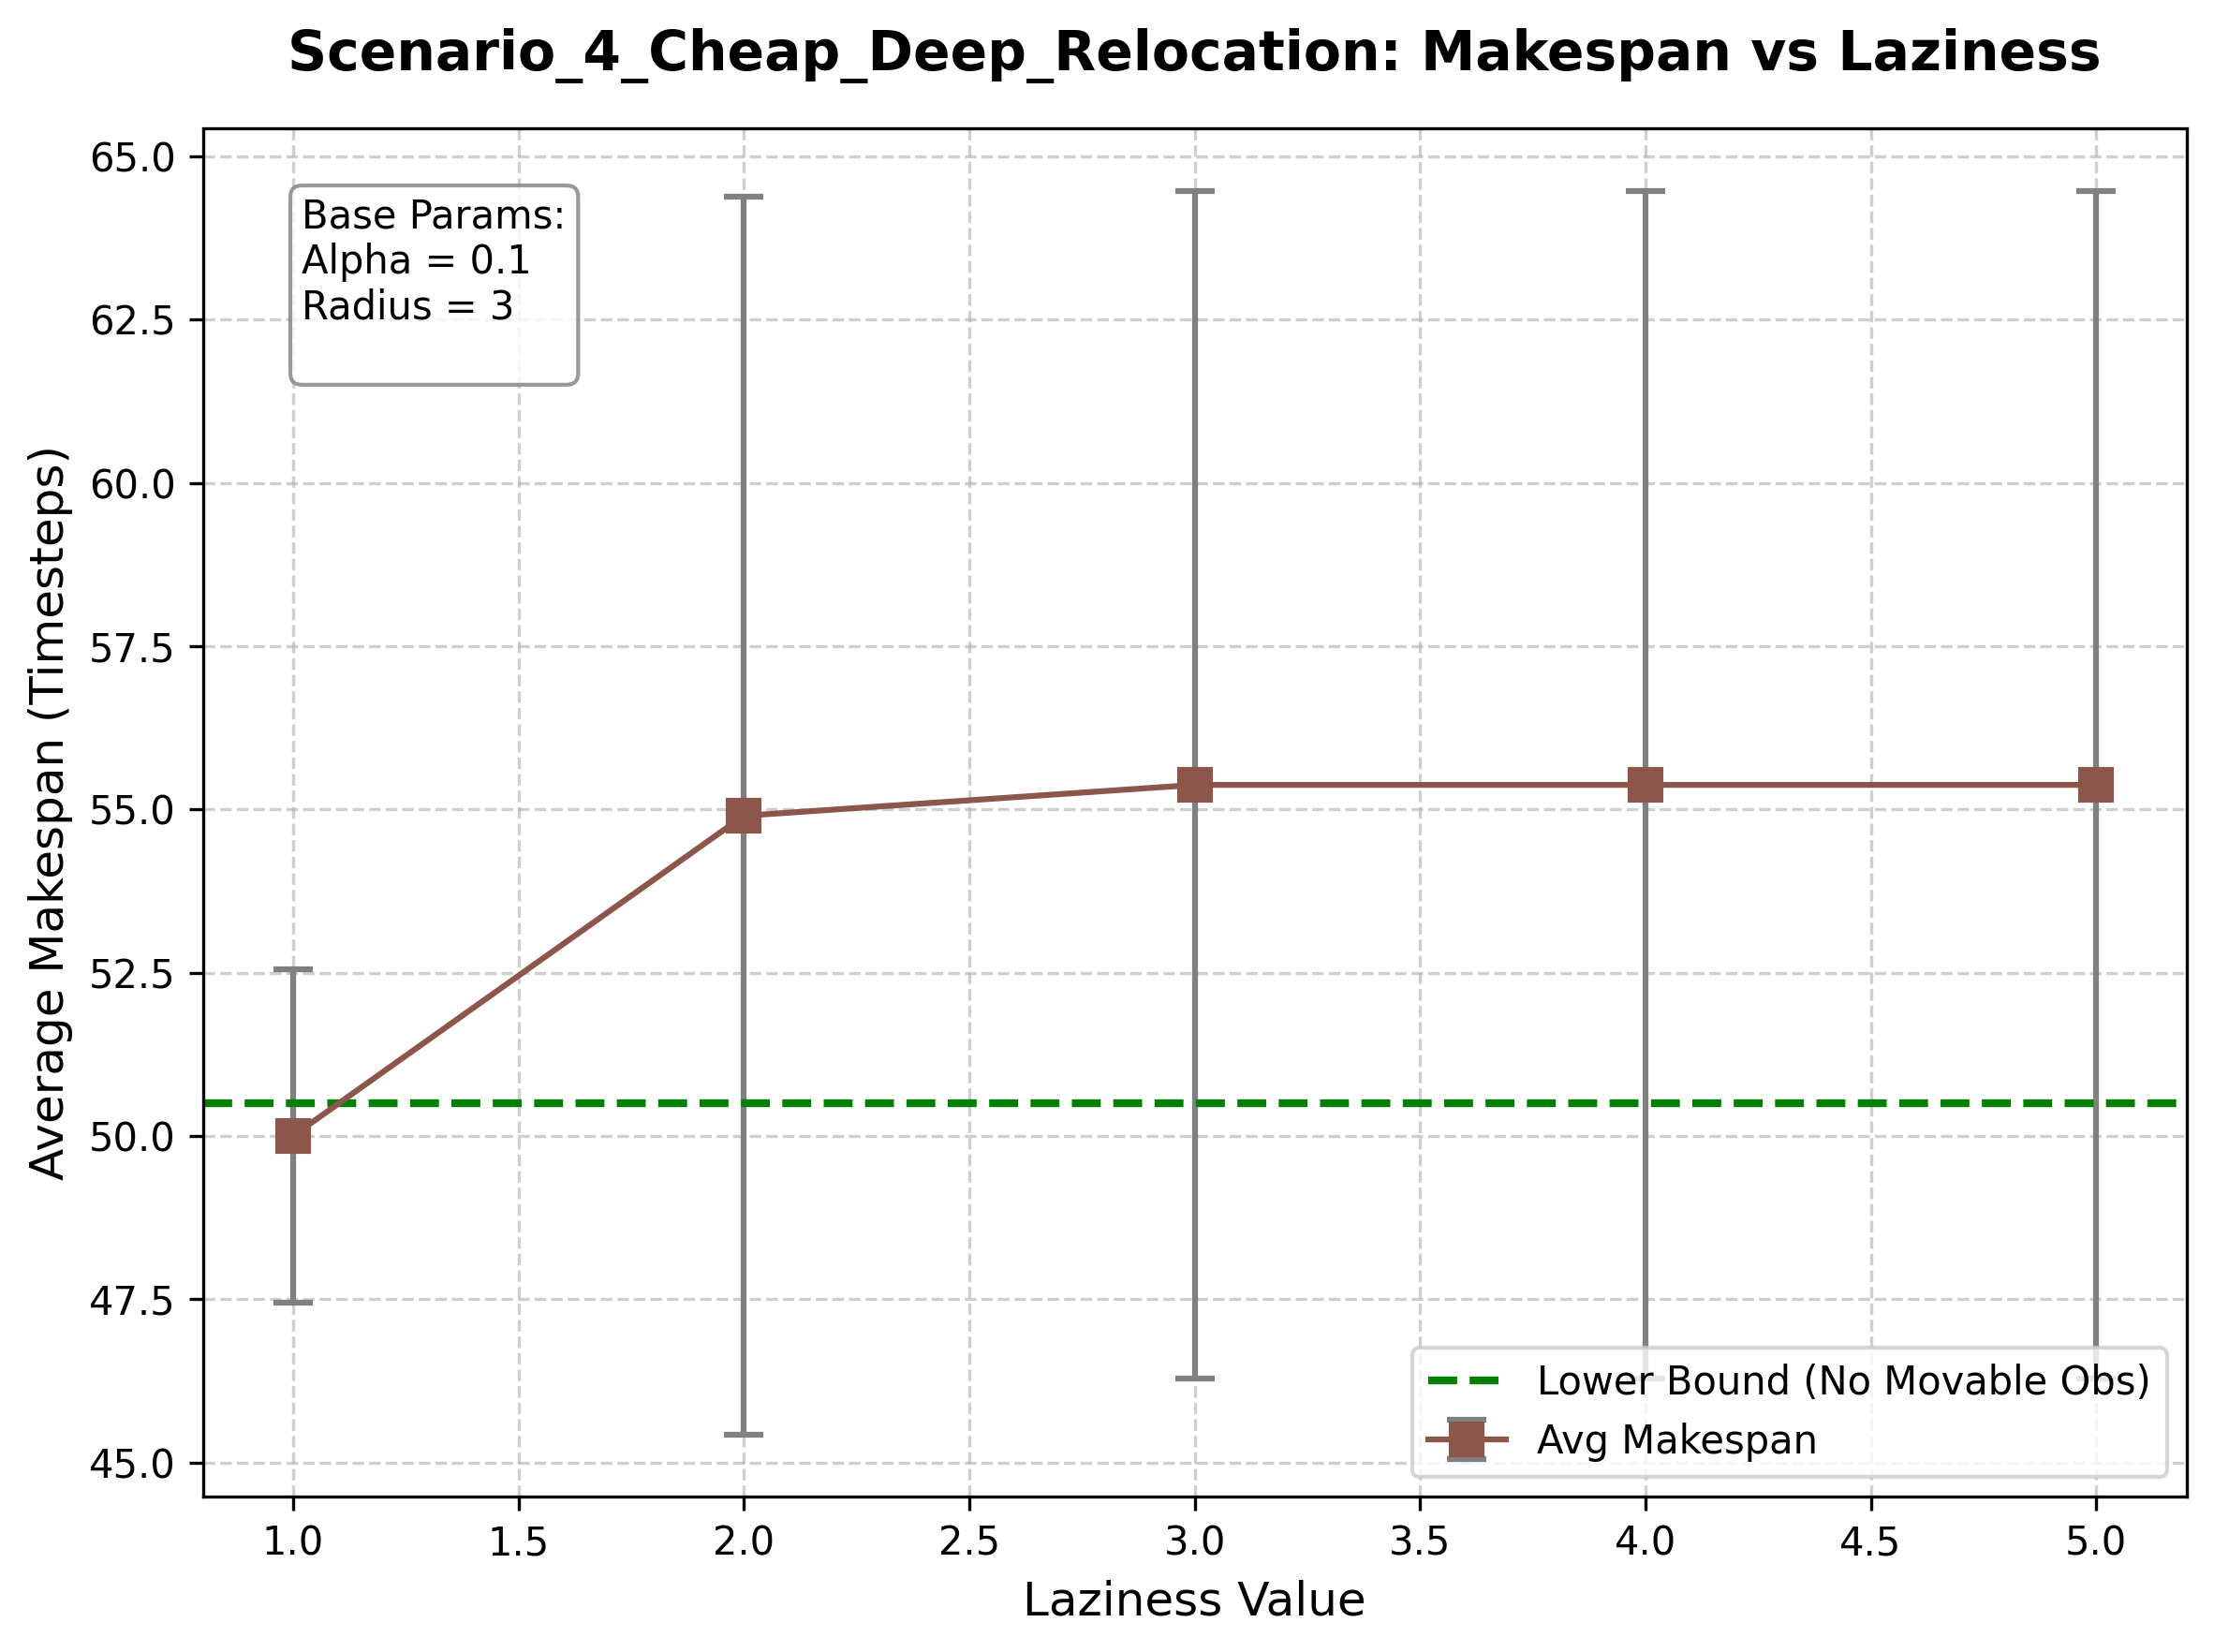 Scenario_4_Cheap_Deep_Relocation: Makespan vs Laziness
65.0
62.5
60.0
57.5
55.0
52.5
50.0
47.5
45.0
Average Makespan (Timesteps)
Base Params:
Alpha = 0.1
Radius = 3
Lower Bound (No Movable Obs)
Avg Makespan
1.0 1.5 2.0 2.5 3.0 3.5 4.0 4.5 5.0
Laziness Value